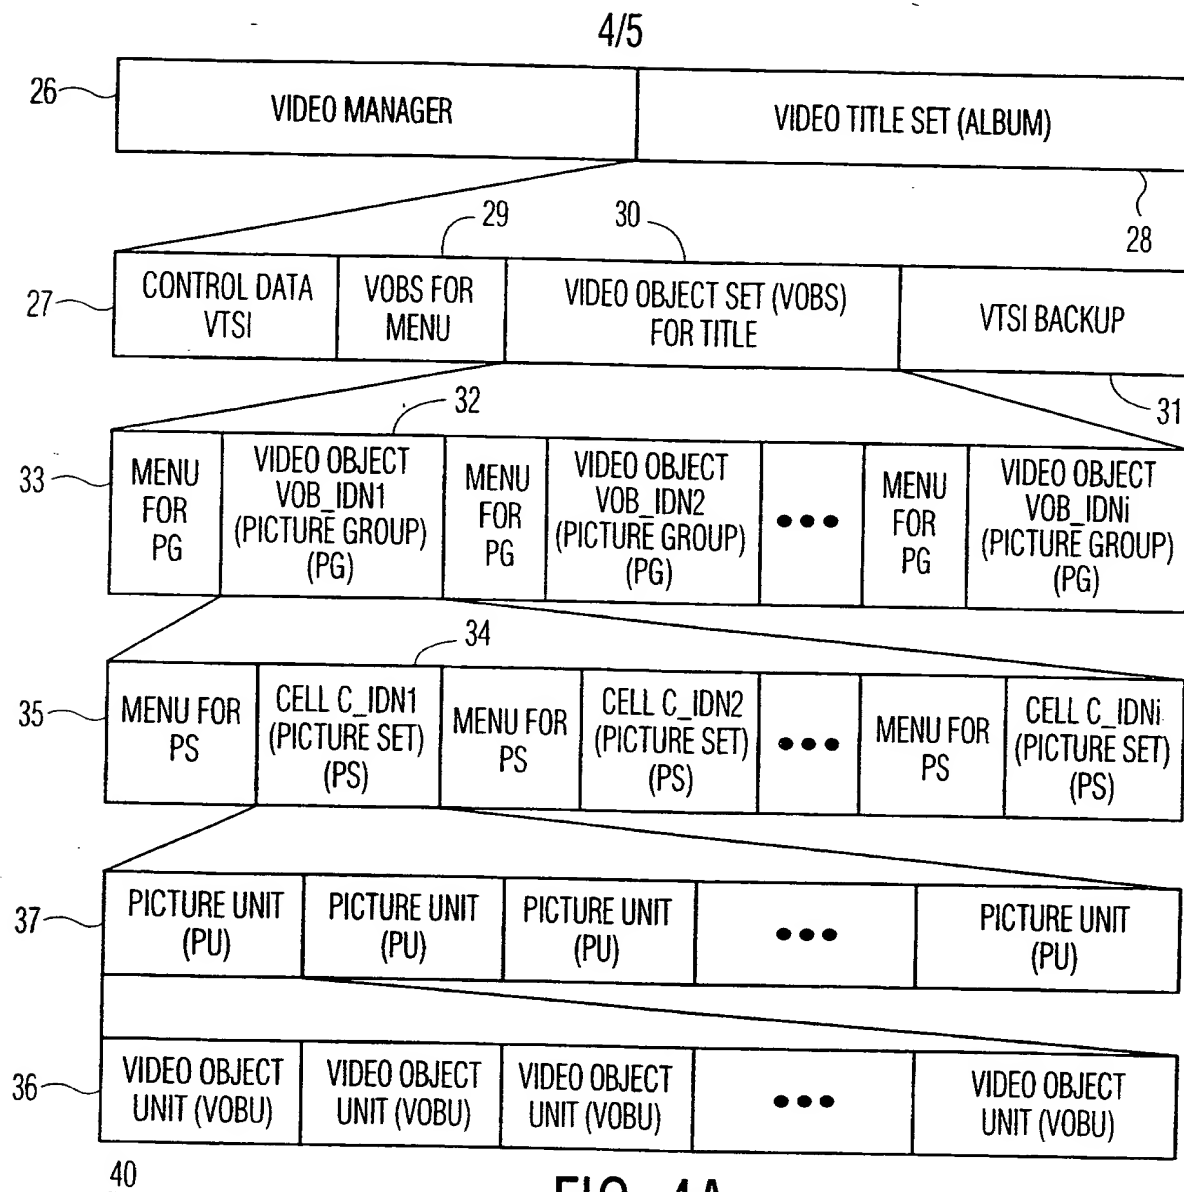 4/5
26
VIDEO MANAGER
VIDEO TITLE SET (ALBUM)
28
29
30
27
CONTROL DATA
VTSI
VOBS FOR
MENU
VIDEO OBJECT SET (VOBS)
FOR TITLE
VTSI BACKUP
31
32
33
MENU
FOR
PG
VIDEO OBJECT
VOB_IDN1
(PICTURE GROUP)
(PG)
MENU
FOR
PG
VIDEO OBJECT
VOB_IDN2
(PICTURE GROUP)
(PG)
•••
MENU
FOR
PG
VIDEO OBJECT
VOB_IDNi
(PICTURE GROUP)
(PG)
34
35
MENU FOR
PS
CELL C_IDN1
(PICTURE SET)
(PS)
MENU FOR
PS
CELL C_IDN2
(PICTURE SET)
(PS)
•••
MENU FOR
PS
CELL C_IDNi
(PICTURE SET)
(PS)
37
PICTURE UNIT
(PU)
PICTURE UNIT
(PU)
PICTURE UNIT
(PU)
•••
PICTURE UNIT
(PU)
36
VIDEO OBJECT
UNIT (VOBU)
VIDEO OBJECT
UNIT (VOBU)
VIDEO OBJECT
UNIT (VOBU)
•••
VIDEO OBJECT
UNIT (VOBU)
40
FIG. 4A